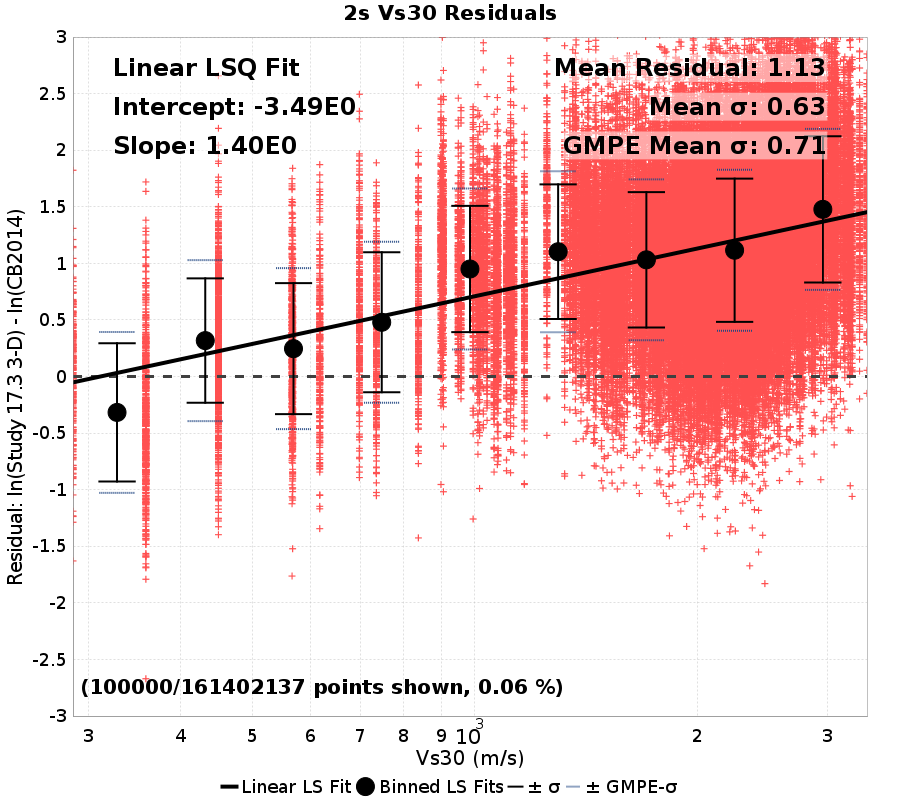 2s Vs30 Residuals
Linear LSQ Fit
Intercept: -3.49E0
Slope: 1.40E0
Mean Residual: 1.13
Mean σ: 0.63
GMPE Mean σ: 0.71
Residual: ln(Study 17.3 3-D) - ln(CB2014)
3
2.5
2
1.5
1
0.5
0
-0.5
-1
-1.5
-2
-2.5
-3
(100000/161402137 points shown, 0.06 %)
3 4 5 6 7 8 9 10³ 2 3
Vs30 (m/s)
Linear LS Fit Binned LS Fits ± σ ± GMPE-σ